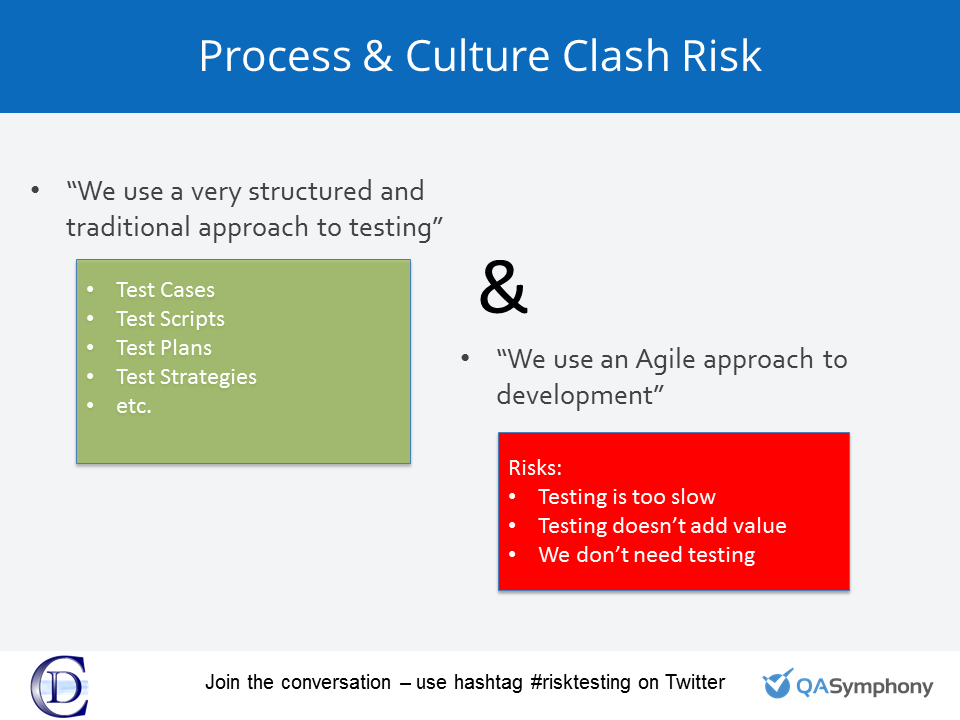 Process & Culture Clash Risk
• “We use a very structured and
traditional approach to testing”
• Test Cases
• Test Scripts
• Test Plans
• Test Strategies
• etc.
&
• “We use an Agile approach to
development”
Risks:
• Testing is too slow
• Testing doesn’t add value
• We don’t need testing
CD
Join the conversation – use hashtag #risktesting on Twitter
QASymphony